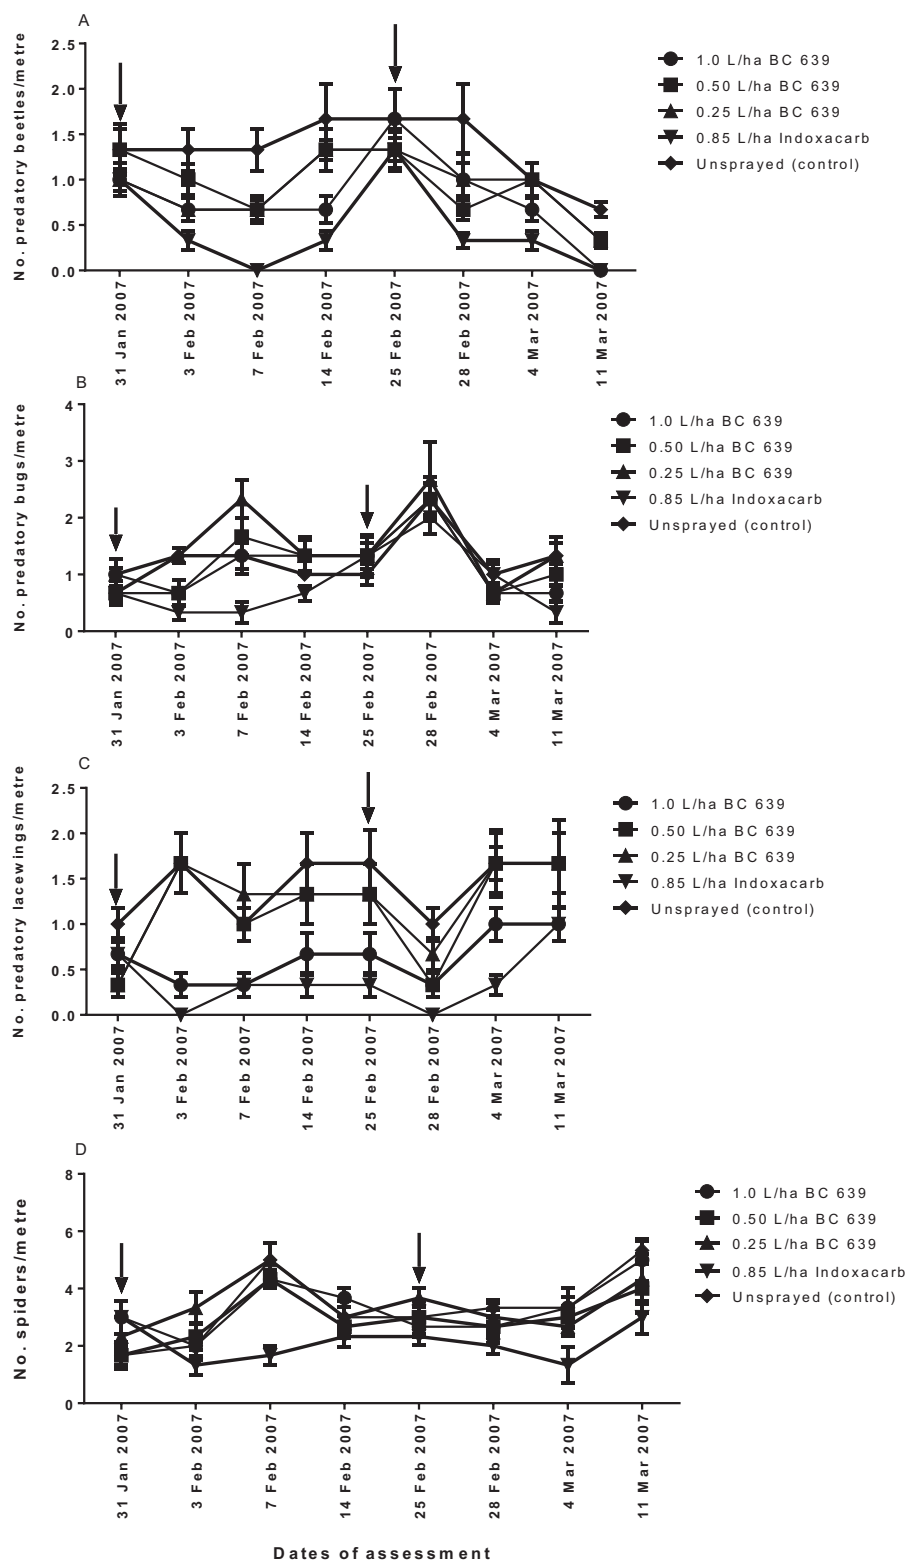 A
No. predatory beetles/metre
2.5
2.0
1.5
1.0
0.5
0.0
31 Jan 2007
3 Feb 2007
7 Feb 2007
14 Feb 2007
25 Feb 2007
28 Feb 2007
4 Mar 2007
11 Mar 2007
1.0 L/ha BC 639
0.50 L/ha BC 639
0.25 L/ha BC 639
0.85 L/ha Indoxacarb
Unsprayed (control)
B
No. predatory bugs/metre
4
3
2
1
0
31 Jan 2007
3 Feb 2007
7 Feb 2007
14 Feb 2007
25 Feb 2007
28 Feb 2007
4 Mar 2007
11 Mar 2007
1.0 L/ha BC 639
0.50 L/ha BC 639
0.25 L/ha BC 639
0.85 L/ha Indoxacarb
Unsprayed (control)
C
No. predatory lacewings/metre
2.5
2.0
1.5
1.0
0.5
0.0
31 Jan 2007
3 Feb 2007
7 Feb 2007
14 Feb 2007
25 Feb 2007
28 Feb 2007
4 Mar 2007
11 Mar 2007
1.0 L/ha BC 639
0.50 L/ha BC 639
0.25 L/ha BC 639
0.85 L/ha Indoxacarb
Unsprayed (control)
D
No. spiders/metre
8
6
4
2
0
31 Jan 2007
3 Feb 2007
7 Feb 2007
14 Feb 2007
25 Feb 2007
28 Feb 2007
4 Mar 2007
11 Mar 2007
1.0 L/ha BC 639
0.50 L/ha BC 639
0.25 L/ha BC 639
0.85 L/ha Indoxacarb
Unsprayed (control)
Dates of assessment